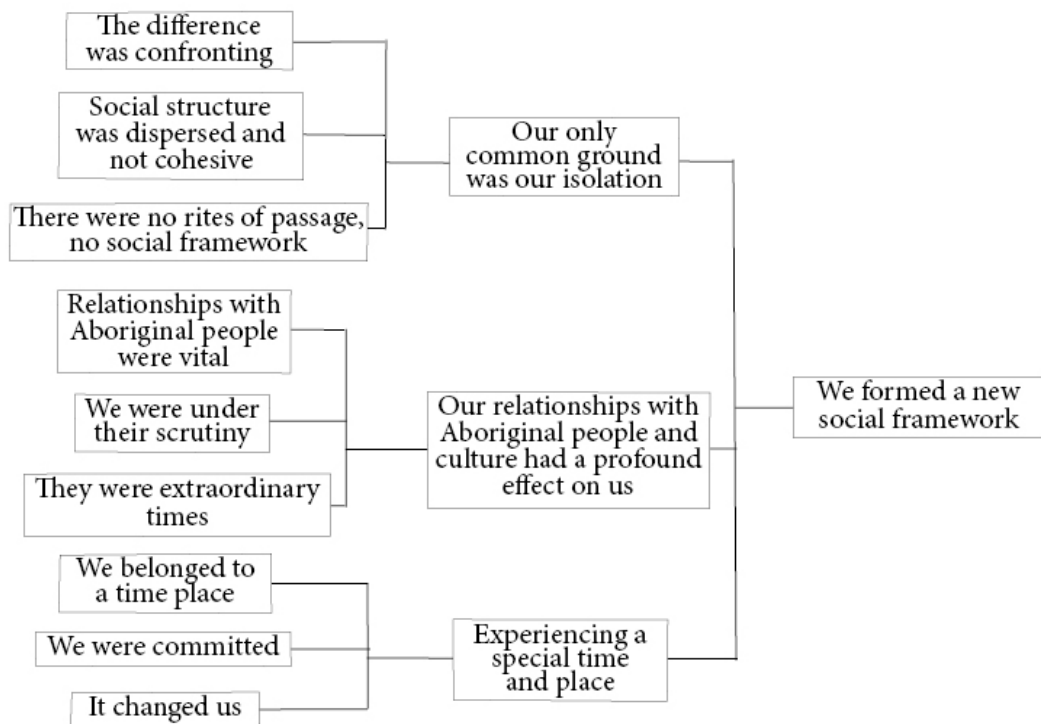 The difference
was confronting
Social structure
was dispersed and
not cohesive
There were no rites of passage,
no social framework
Our only
common ground
was our isolation
Relationships with
Aboriginal people
were vital
We were under
their scrutiny
They were extraordinary
times
Our relationships with
Aboriginal people and
culture had a profound
effect on us
We belonged to
a time place
We were committed
It changed us
Experiencing a
special time
and place
We formed a new
social framework